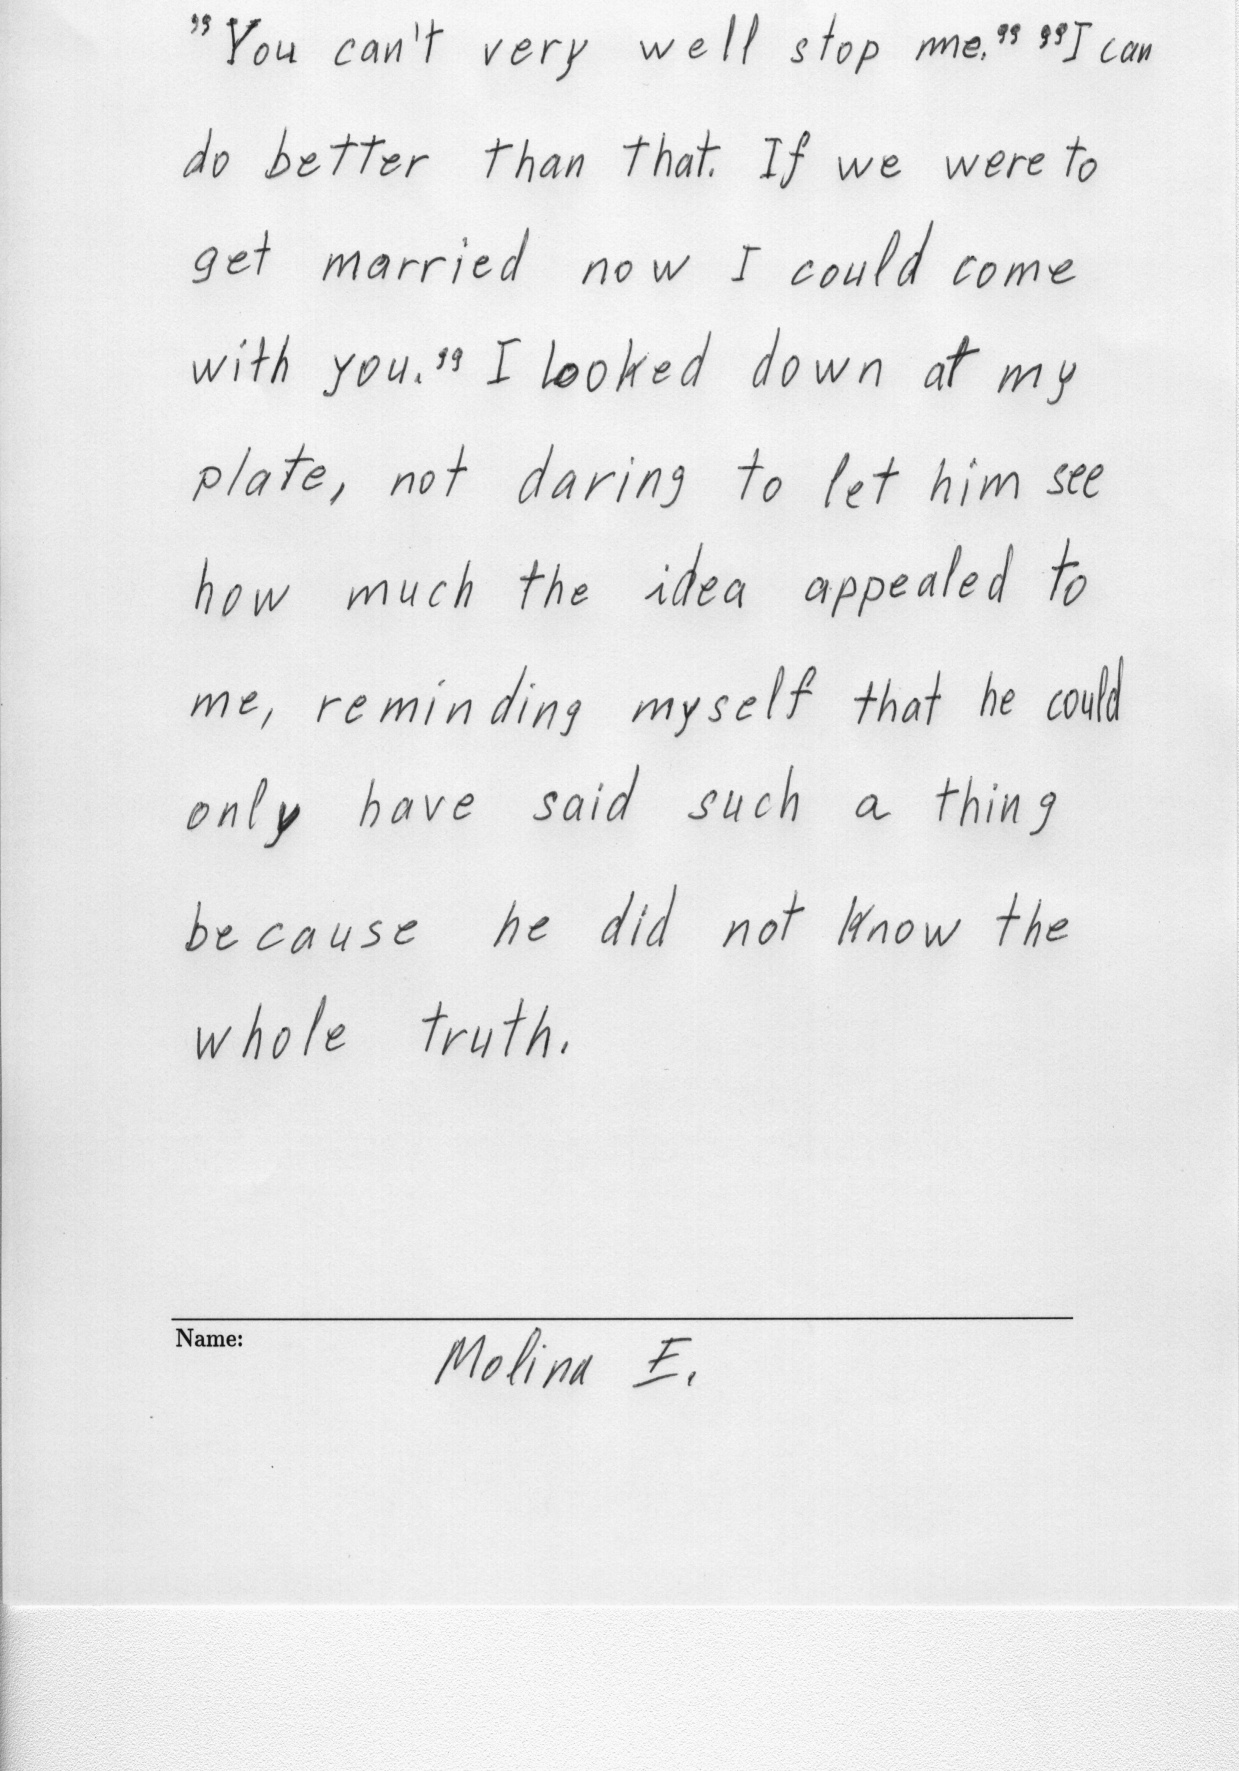 "You can't very well stop me." "I can
do better than that. If we were to
get married now I could come
with you." I looked down at my
plate, not daring to let him see
how much the idea appealed to
me, reminding myself that he could
only have said such a thing
because he did not know the
whole truth.
Name:
Molina E.